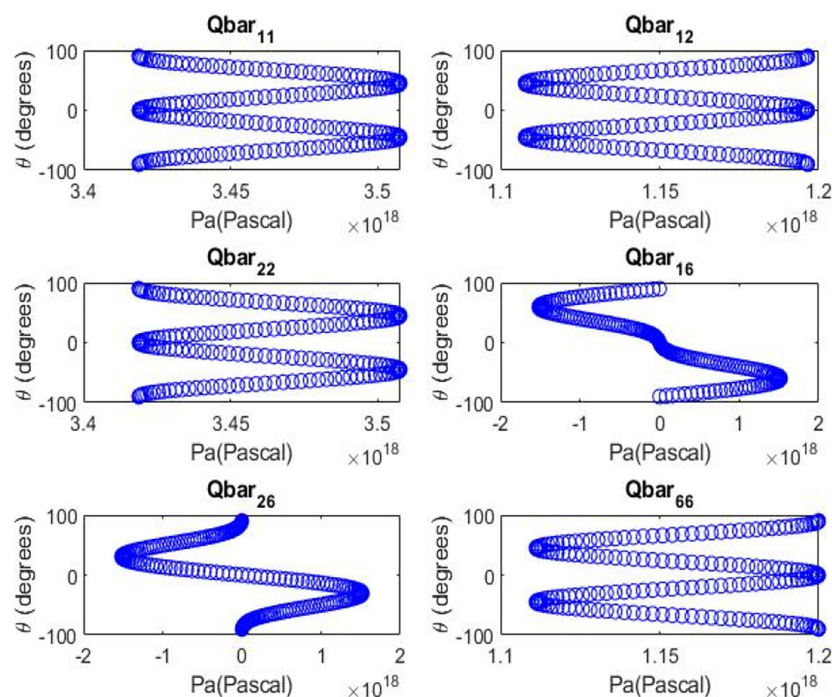 Qbar11
100
0
-100
θ (degrees)
3.4
3.45
3.5
Pa(Pascal)
×10^18
Qbar12
100
0
-100
θ (degrees)
1.1
1.15
1.2
Pa(Pascal)
×10^18
Qbar22
100
0
-100
θ (degrees)
3.4
3.45
3.5
Pa(Pascal)
×10^18
Qbar16
100
0
-100
θ (degrees)
-2
-1
0
1
2
Pa(Pascal)
×10^18
Qbar26
100
0
-100
θ (degrees)
-2
-1
0
1
2
Pa(Pascal)
×10^18
Qbar66
100
0
-100
θ (degrees)
1.1
1.15
1.2
Pa(Pascal)
×10^18